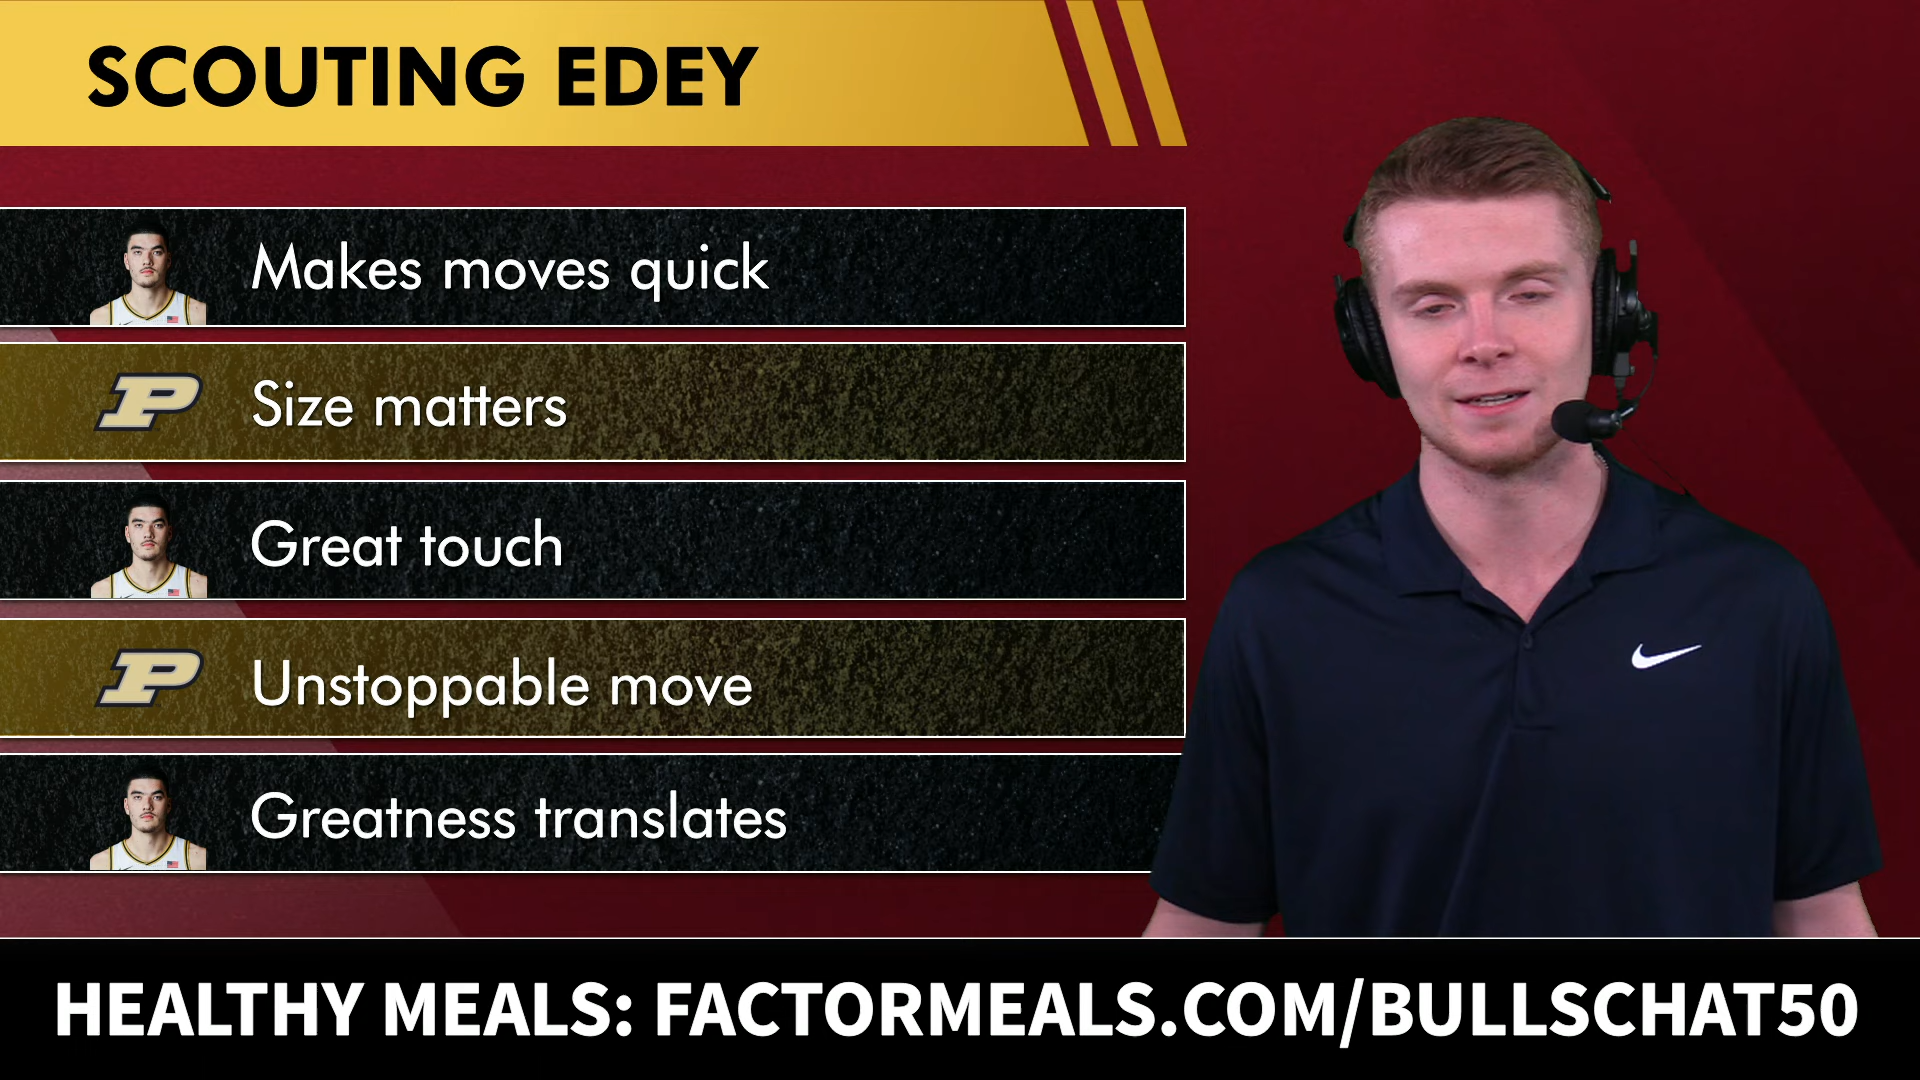 SCOUTING EDEY
Makes moves quick
P
Size matters
Great touch
P
Unstoppable move
Greatness translates
HEALTHY MEALS: FACTORMEALS.COM/BULLSCHAT50